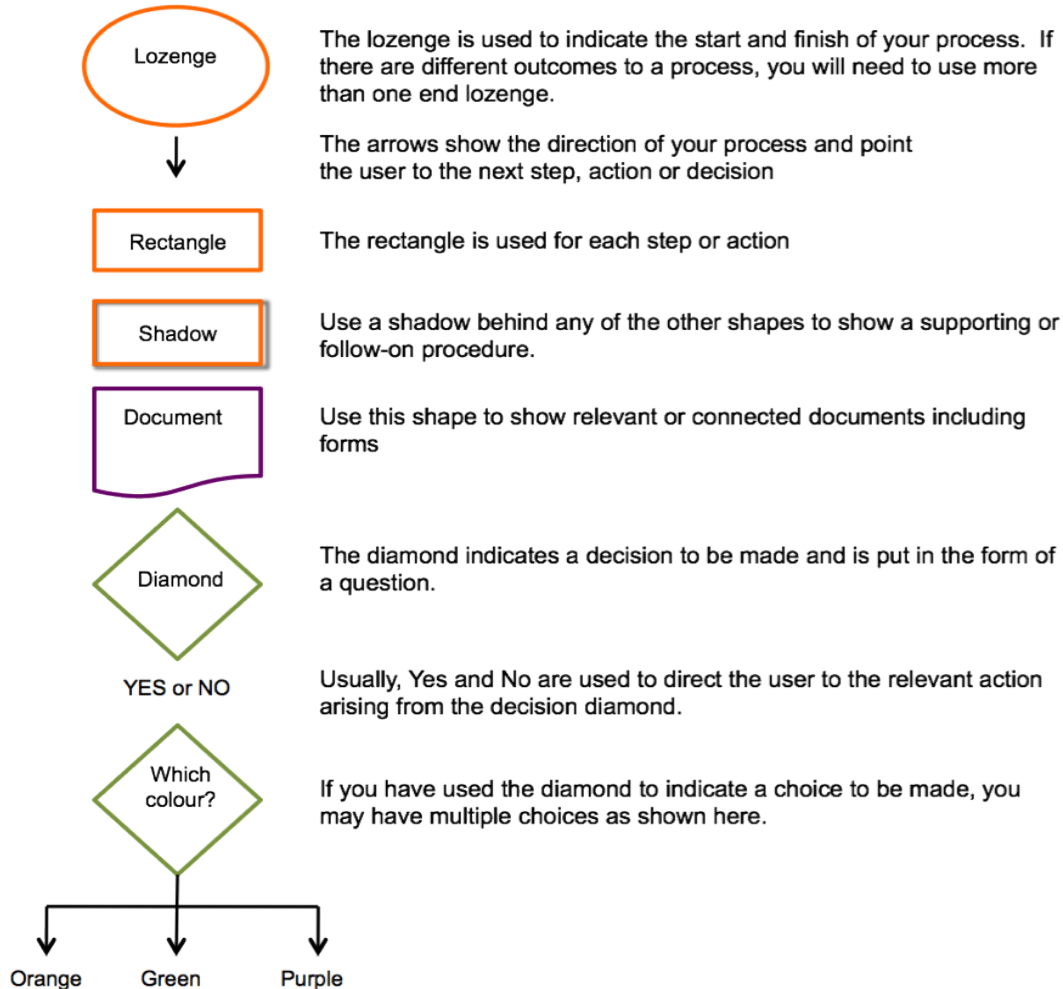 Lozenge
The lozenge is used to indicate the start and finish of your process.  If
there are different outcomes to a process, you will need to use more
than one end lozenge.
The arrows show the direction of your process and point
the user to the next step, action or decision
Rectangle
The rectangle is used for each step or action
Shadow
Use a shadow behind any of the other shapes to show a supporting or
follow-on procedure.
Document
Use this shape to show relevant or connected documents including
forms
Diamond
The diamond indicates a decision to be made and is put in the form of
a question.
YES or NO
Usually, Yes and No are used to direct the user to the relevant action
arising from the decision diamond.
Which
colour?
If you have used the diamond to indicate a choice to be made, you
may have multiple choices as shown here.
Orange Green Purple